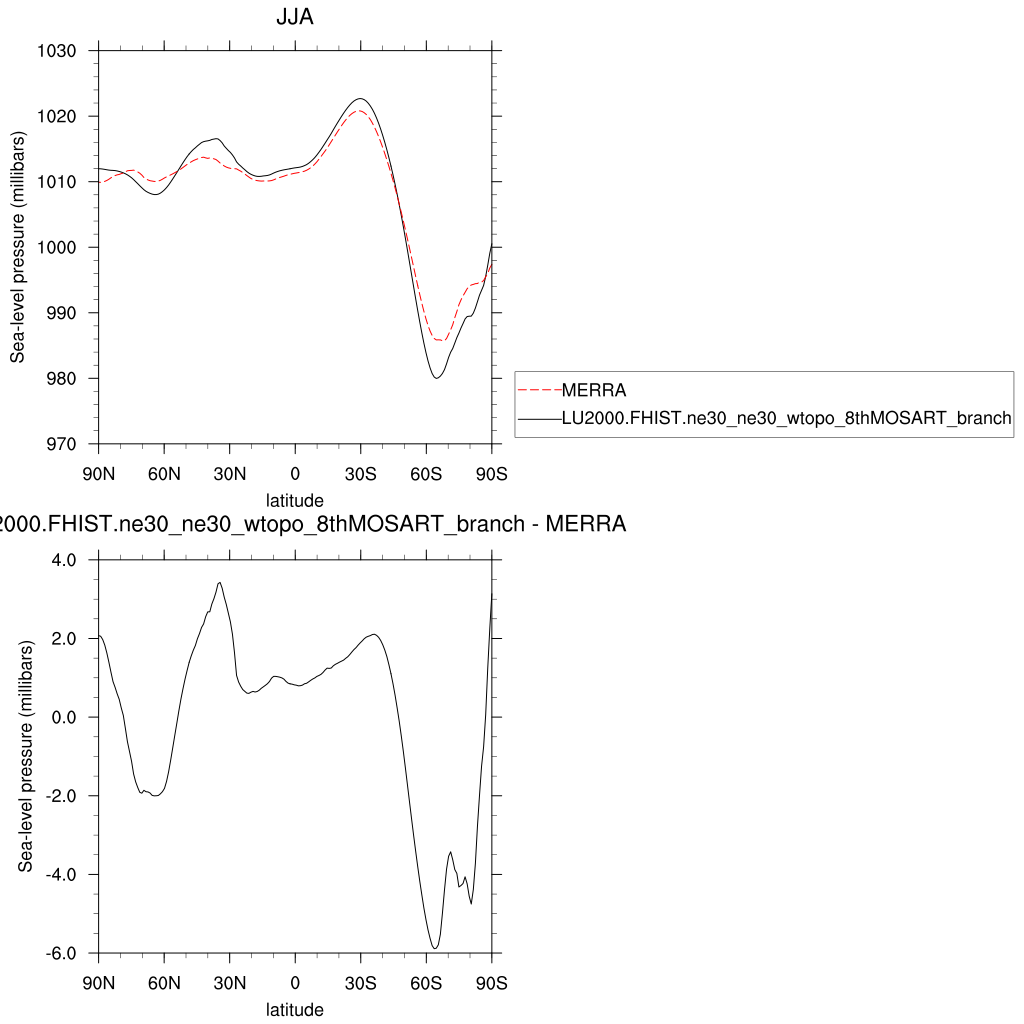 JJA
1030
1020
1010
1000
990
980
970
Sea-level pressure (millibars)
90N 60N 30N 0 30S 60S 90S
latitude
MERRA
LU2000.FHIST.ne30_ne30_wtopo_8thMOSART_branch
2000.FHIST.ne30_ne30_wtopo_8thMOSART_branch - MERRA
4.0
2.0
0.0
-2.0
-4.0
-6.0
Sea-level pressure (millibars)
90N 60N 30N 0 30S 60S 90S
latitude